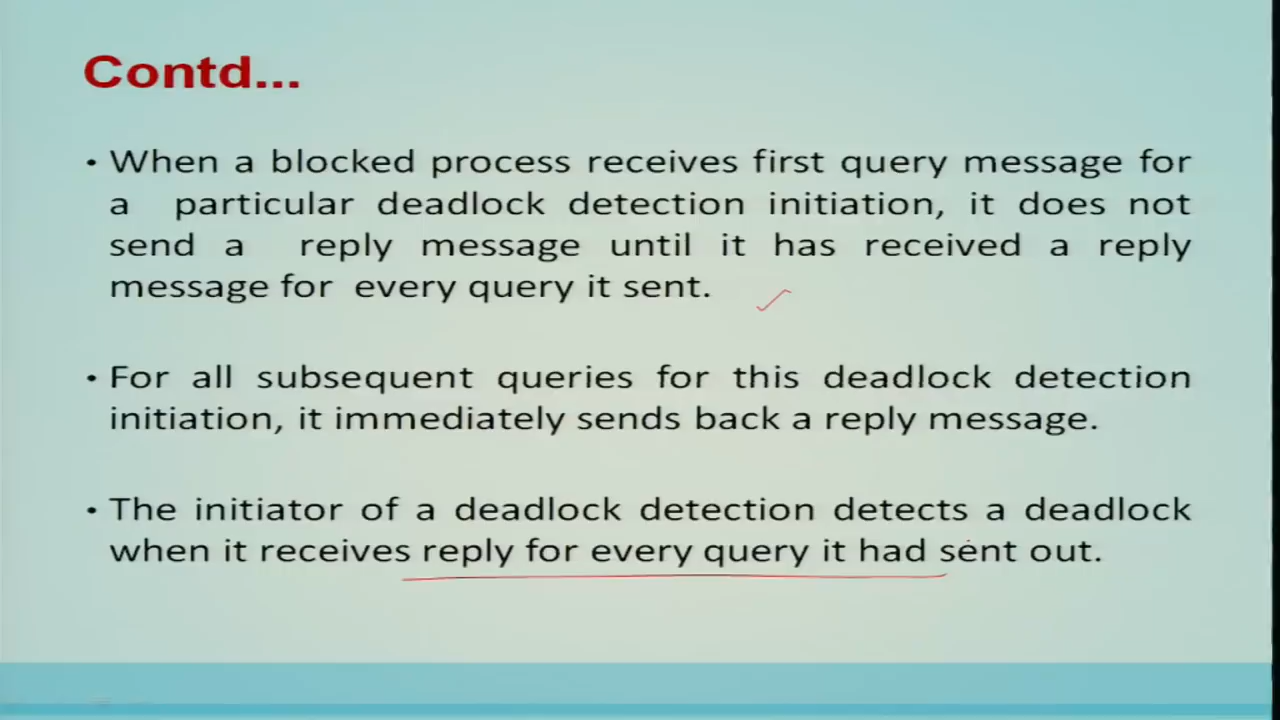 Contd...
• When a blocked process receives first query message for
a particular deadlock detection initiation, it does not
send a reply message until it has received a reply
message for every query it sent.
• For all subsequent queries for this deadlock detection
initiation, it immediately sends back a reply message.
• The initiator of a deadlock detection detects a deadlock
when it receives reply for every query it had sent out.